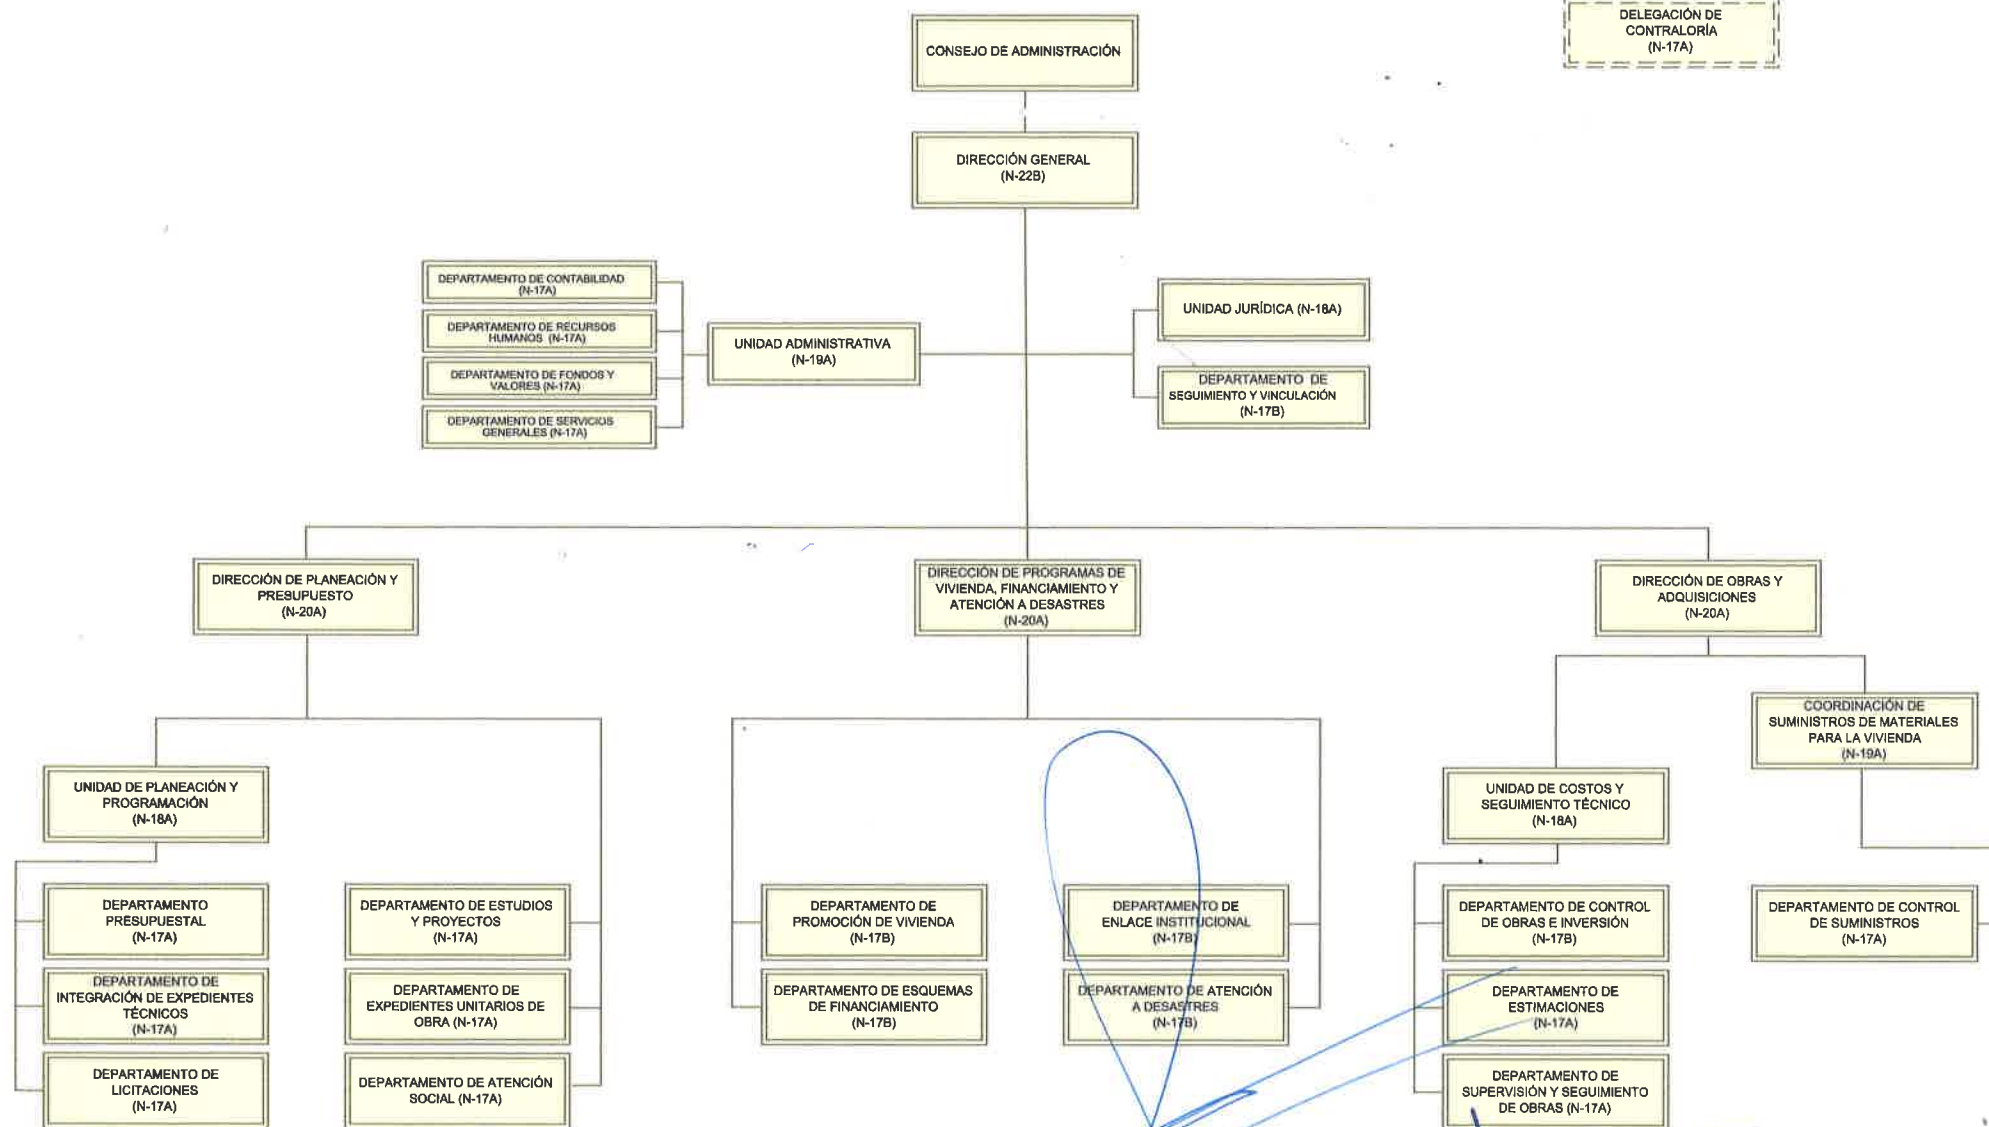 DELEGACIÓN DE
CONTRALORÍA
(N-17A)
CONSEJO DE ADMINISTRACIÓN
DIRECCIÓN GENERAL
(N-22B)
DEPARTAMENTO DE CONTABILIDAD
(N-17A)
DEPARTAMENTO DE RECURSOS
HUMANOS (N-17A)
DEPARTAMENTO DE FONDOS Y
VALORES (N-17A)
DEPARTAMENTO DE SERVICIOS
GENERALES (N-17A)
UNIDAD ADMINISTRATIVA
(N-19A)
UNIDAD JURÍDICA (N-18A)
DEPARTAMENTO DE
SEGUIMIENTO Y VINCULACIÓN
(N-17B)
DIRECCIÓN DE PLANEACIÓN Y
PRESUPUESTO
(N-20A)
DIRECCIÓN DE PROGRAMAS DE
VIVIENDA, FINANCIAMIENTO Y
ATENCIÓN A DESASTRES
(N-20A)
DIRECCIÓN DE OBRAS Y
ADQUISICIONES
(N-20A)
COORDINACIÓN DE
SUMINISTROS DE MATERIALES
PARA LA VIVIENDA
(N-19A)
UNIDAD DE PLANEACIÓN Y
PROGRAMACIÓN
(N-18A)
UNIDAD DE COSTOS Y
SEGUIMIENTO TÉCNICO
(N-18A)
DEPARTAMENTO
PRESUPUESTAL
(N-17A)
DEPARTAMENTO DE ESTUDIOS
Y PROYECTOS
(N-17A)
DEPARTAMENTO DE
PROMOCIÓN DE VIVIENDA
(N-17B)
DEPARTAMENTO DE
ENLACE INSTITUCIONAL
(N-17B)
DEPARTAMENTO DE CONTROL
DE OBRAS E INVERSIÓN
(N-17B)
DEPARTAMENTO DE CONTROL
DE SUMINISTROS
(N-17A)
DEPARTAMENTO DE
INTEGRACIÓN DE EXPEDIENTES
TÉCNICOS
(N-17A)
DEPARTAMENTO DE
EXPEDIENTES UNITARIOS DE
OBRA (N-17A)
DEPARTAMENTO DE ESQUEMAS
DE FINANCIAMIENTO
(N-17B)
DEPARTAMENTO DE ATENCIÓN
A DESASTRES
(N-17B)
DEPARTAMENTO DE
ESTIMACIONES
(N-17A)
DEPARTAMENTO DE
LICITACIONES
(N-17A)
DEPARTAMENTO DE ATENCIÓN
SOCIAL (N-17A)
DEPARTAMENTO DE
SUPERVISIÓN Y SEGUIMIENTO
DE OBRAS (N-17A)